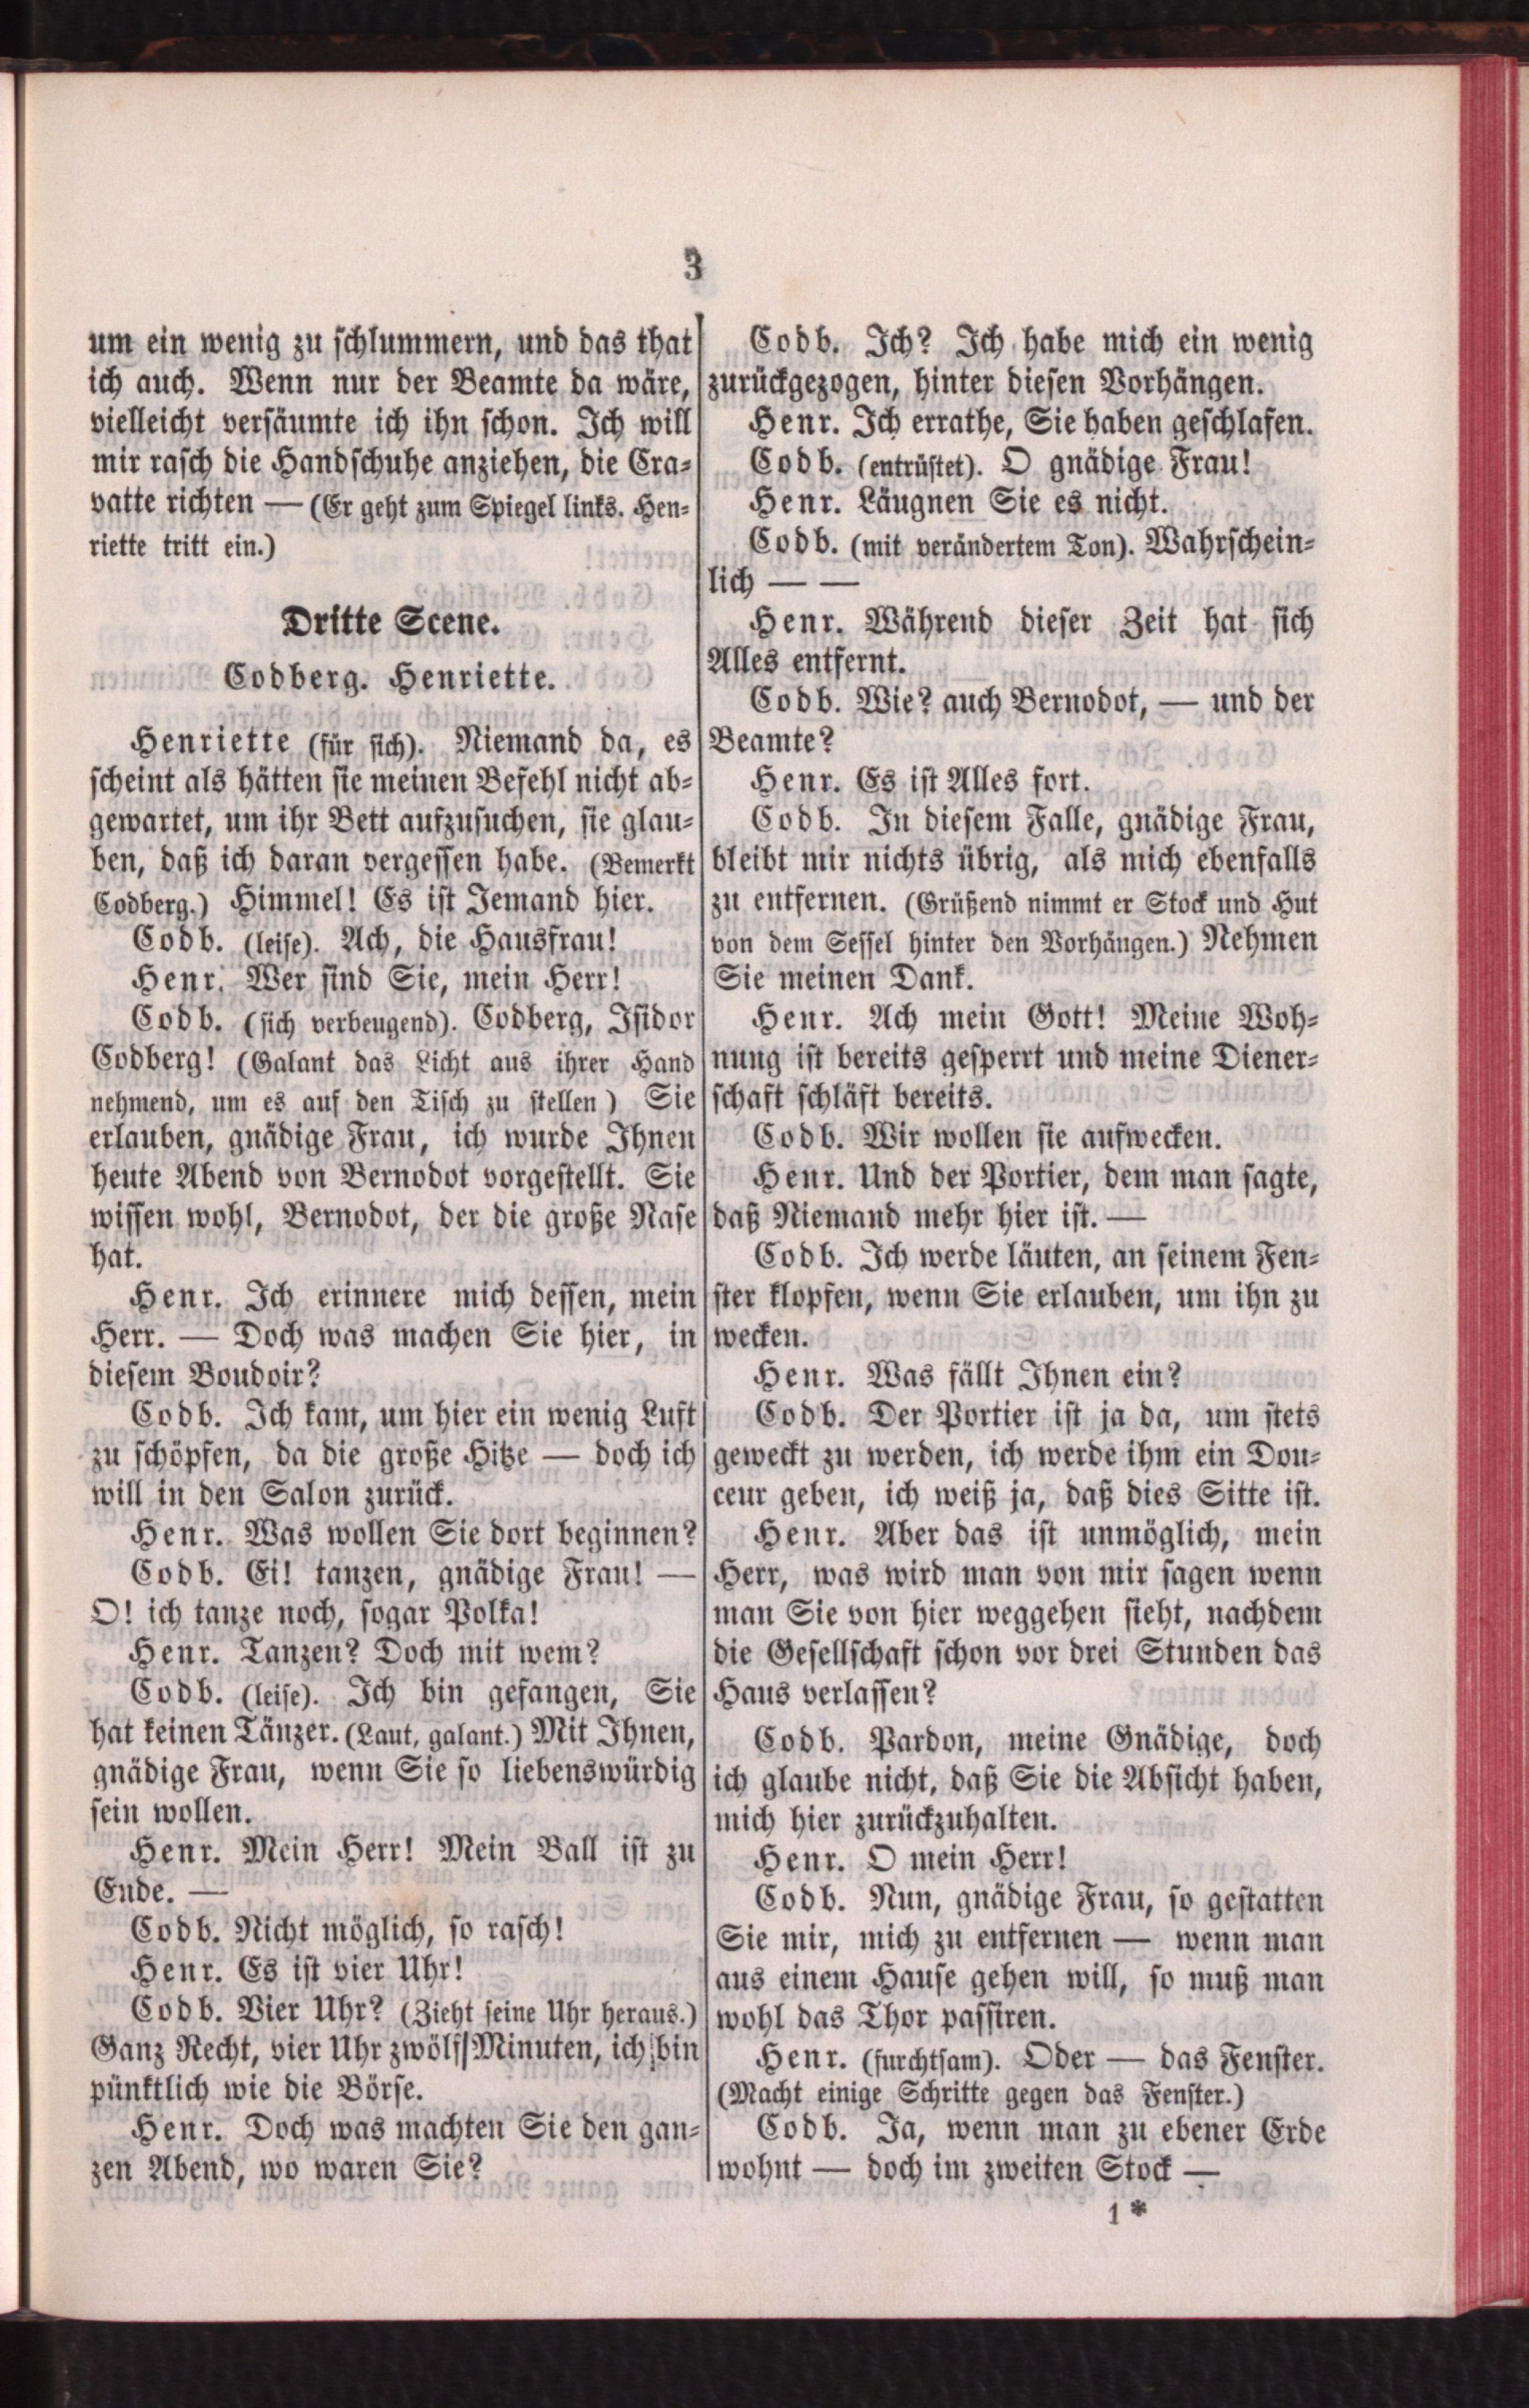 3
um ein wenig zu schlummern, und das that
ich auch. Wenn nur der Beamte da wäre,
vielleicht versäumte ich ihn schon. Ich will
mir rasch die Handschuhe anziehen, die Cra-
vatte richten — (Er geht zum Spiegel links. Hen-
riette tritt ein.)
Dritte Scene.
Codberg. Henriette.
Henriette (für sich). Niemand da, es
scheint als hätten sie meinen Befehl nicht ab-
gewartet, um ihr Bett aufzusuchen, sie glau-
ben, daß ich daran vergessen habe. (Bemerkt
Codberg.) Himmel! Es ist Jemand hier.
Codb. (leise). Ach, die Hausfrau!
Henr. Wer sind Sie, mein Herr!
Codb. (sich verbeugend). Codberg, Isidor
Codberg! (Galant das Licht aus ihrer Hand
nehmend, um es auf den Tisch zu stellen) Sie
erlauben, gnädige Frau, ich wurde Ihnen
heute Abend von Bernodot vorgestellt. Sie
wissen wohl, Bernodot, der die große Nase
hat.
Henr. Ich erinnere mich dessen, mein
Herr. — Doch was machen Sie hier, in
diesem Boudoir?
Codb. Ich kam, um hier ein wenig Luft
zu schöpfen, da die große Hitze — doch ich
will in den Salon zurück.
Henr. Was wollen Sie dort beginnen?
Codb. Ei! tanzen, gnädige Frau! —
O! ich tanze noch, sogar Polka!
Henr. Tanzen? Doch mit wem?
Codb. (leise). Ich bin gefangen, Sie
hat keinen Tänzer. (Laut, galant.) Mit Ihnen,
gnädige Frau, wenn Sie so liebenswürdig
sein wollen.
Henr. Mein Herr! Mein Ball ist zu
Ende. —
Codb. Nicht möglich, so rasch!
Henr. Es ist vier Uhr!
Codb. Vier Uhr? (Zieht seine Uhr heraus.)
Ganz Recht, vier Uhr zwölf Minuten, ich bin
pünktlich wie die Börse.
Henr. Doch was machten Sie den gan-
zen Abend, wo waren Sie?
Codb. Ich? Ich habe mich ein wenig
zurückgezogen, hinter diesen Vorhängen.
Henr. Ich errathe, Sie haben geschlafen.
Codb. (entrüstet). O gnädige Frau!
Henr. Läugnen Sie es nicht.
Codb. (mit verändertem Ton). Wahrschein-
lich — —
Henr. Während dieser Zeit hat sich
Alles entfernt.
Codb. Wie? auch Bernodot, — und der
Beamte?
Henr. Es ist Alles fort.
Codb. In diesem Falle, gnädige Frau,
bleibt mir nichts übrig, als mich ebenfalls
zu entfernen. (Grüßend nimmt er Stock und Hut
von dem Sessel hinter den Vorhängen.) Nehmen
Sie meinen Dank.
Henr. Ach mein Gott! Meine Woh-
nung ist bereits gesperrt und meine Diener-
schaft schläft bereits.
Codb. Wir wollen sie aufwecken.
Henr. Und der Portier, dem man sagte,
daß Niemand mehr hier ist. —
Codb. Ich werde läuten, an seinem Fen-
ster klopfen, wenn Sie erlauben, um ihn zu
wecken.
Henr. Was fällt Ihnen ein?
Codb. Der Portier ist ja da, um stets
geweckt zu werden, ich werde ihm ein Dou-
ceur geben, ich weiß ja, daß dies Sitte ist.
Henr. Aber das ist unmöglich, mein
Herr, was wird man von mir sagen wenn
man Sie von hier weggehen sieht, nachdem
die Gesellschaft schon vor drei Stunden das
Haus verlassen?
Codb. Pardon, meine Gnädige, doch
ich glaube nicht, daß Sie die Absicht haben,
mich hier zurückzuhalten.
Henr. O mein Herr!
Codb. Nun, gnädige Frau, so gestatten
Sie mir, mich zu entfernen — wenn man
aus einem Hause gehen will, so muß man
wohl das Thor passiren.
Henr. (furchtsam). Oder — das Fenster.
(Macht einige Schritte gegen das Fenster.)
Codb. Ja, wenn man zu ebener Erde
wohnt — doch im zweiten Stock —
1*